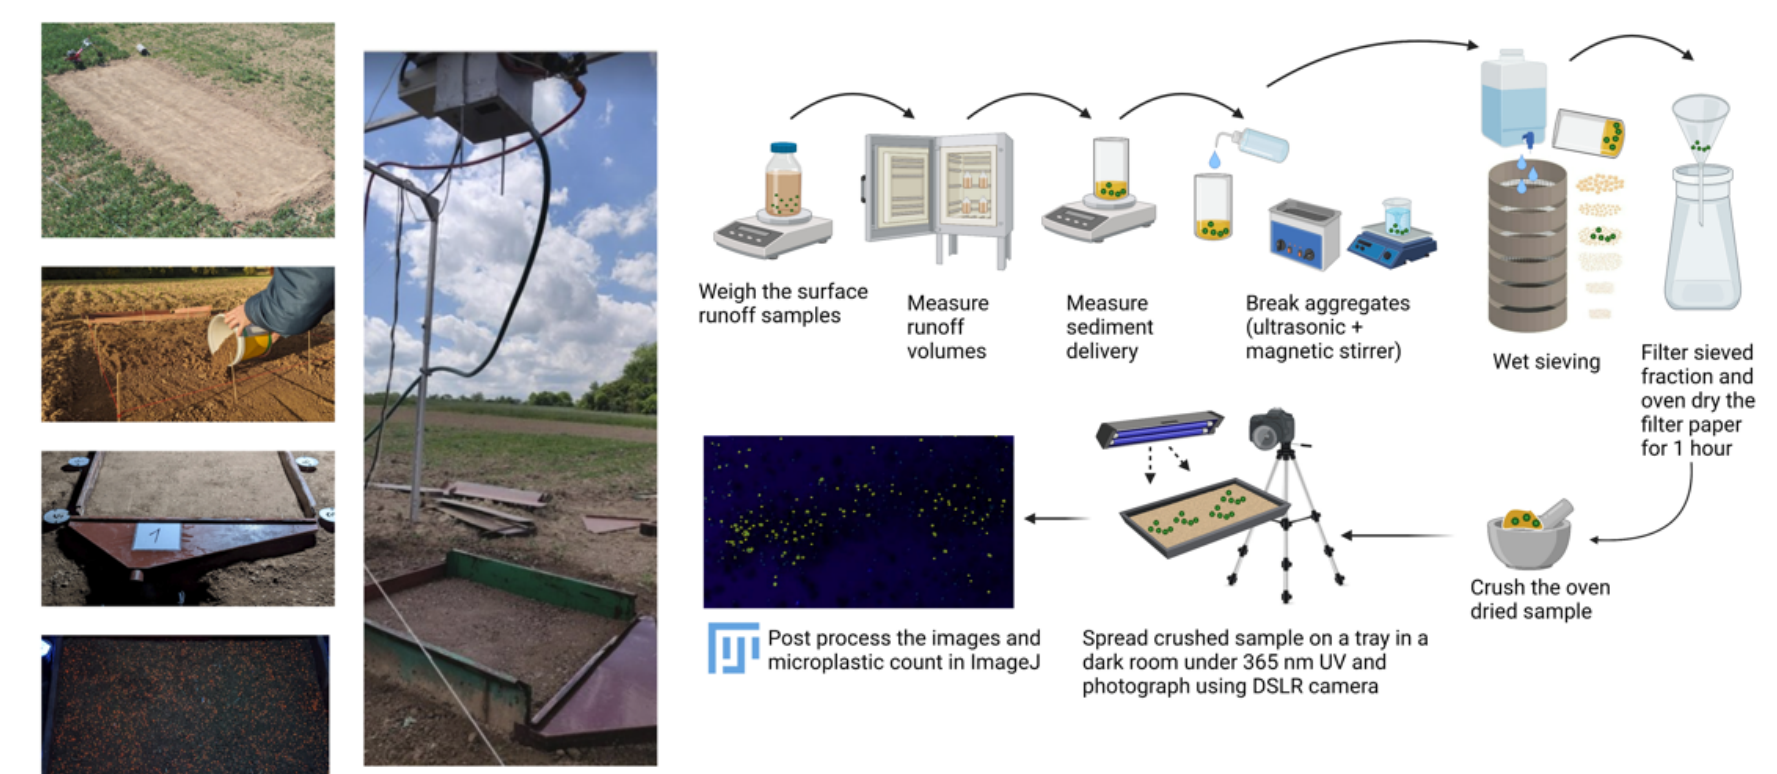 Weigh the surface
runoff samples
Measure
runoff
volumes
Measure
sediment
delivery
Break aggregates
(ultrasonic +
magnetic stirrer)
Wet sieving
Filter sieved
fraction and
oven dry the
filter paper
for 1 hour
Crush the oven
dried sample
Spread crushed sample on a tray in a
dark room under 365 nm UV and
photograph using DSLR camera
Post process the images and
microplastic count in ImageJ
1